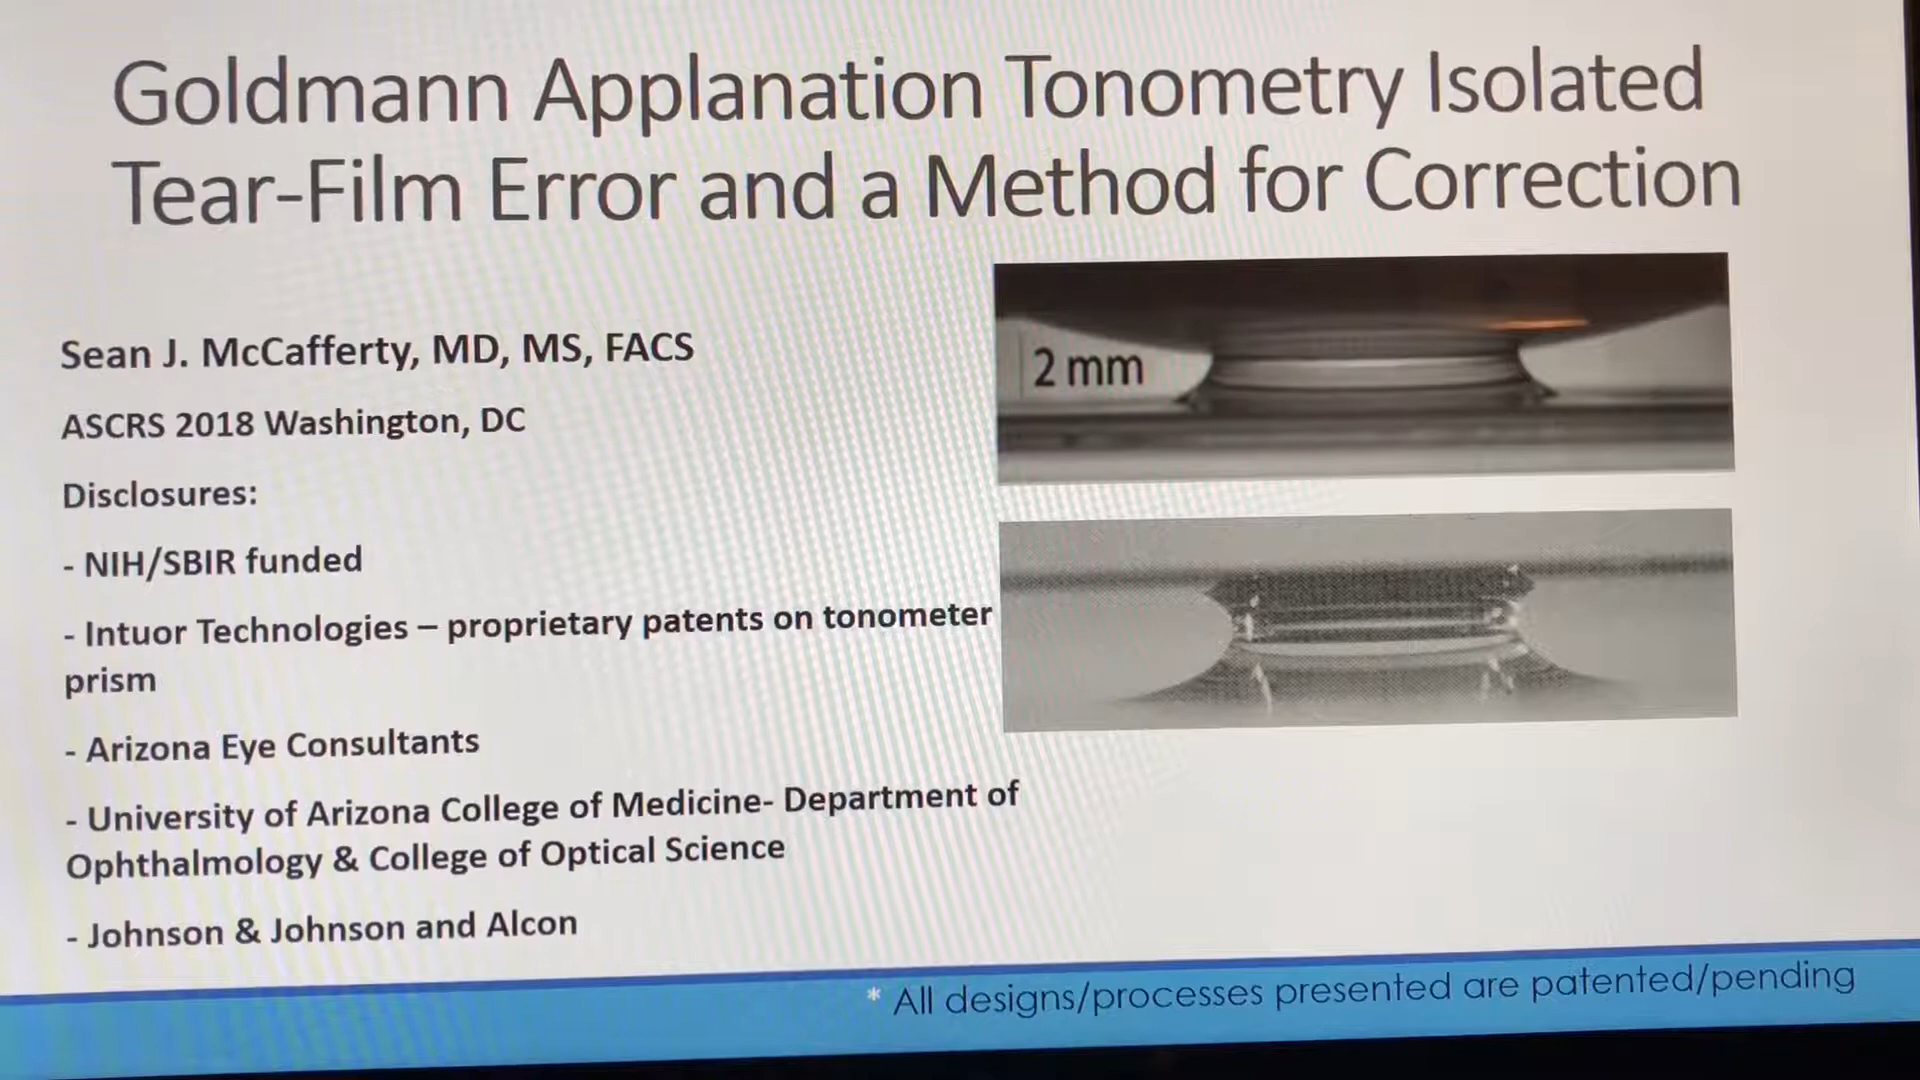 Goldmann Applanation Tonometry Isolated
Tear-Film Error and a Method for Correction
Sean J. McCafferty, MD, MS, FACS
ASCRS 2018 Washington, DC
Disclosures:
- NIH/SBIR funded
- Intuor Technologies – proprietary patents on tonometer
prism
- Arizona Eye Consultants
- University of Arizona College of Medicine- Department of
Ophthalmology & College of Optical Science
- Johnson & Johnson and Alcon
2 mm
* All designs/processes presented are patented/pending